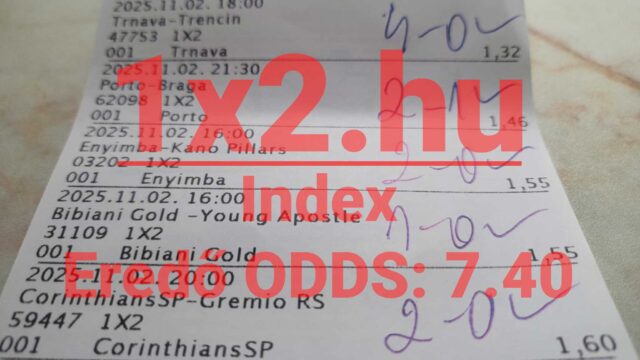 2025.11.02. 18:00
Trnava-Trencin
47753 1X2
4-0
001 Trnava 1,32
2025.11.02. 21:30
Porto-Braga
62098 1X2
2-1
001 Porto 1,46
2025.11.02. 16:00
Enyimba-Kano Pillars
03202 1X2
2-0
001 Enyimba 1,55
2025.11.02. 16:00
Bibiani Gold -Young Apostle
31109 1X2
1-0
001 Bibiani Gold 1,55
2025.11.02. 20:00
CorinthiansSP-Gremio RS
59447 1X2
2-0
001 CorinthiansSP 1,60
1x2.hu
Index
Eredő ODDS: 7.40